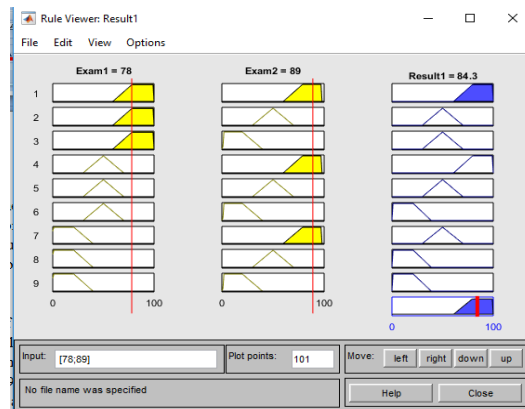 Rule Viewer: Result1
File Edit View Options
Exam1 = 78 Exam2 = 89 Result1 = 84.3
1
2
3
4
5
6
7
8
9
0 100 0 100
0 100
Input: [78;89] Plot points: 101 Move: left right down up
No file name was specified Help Close